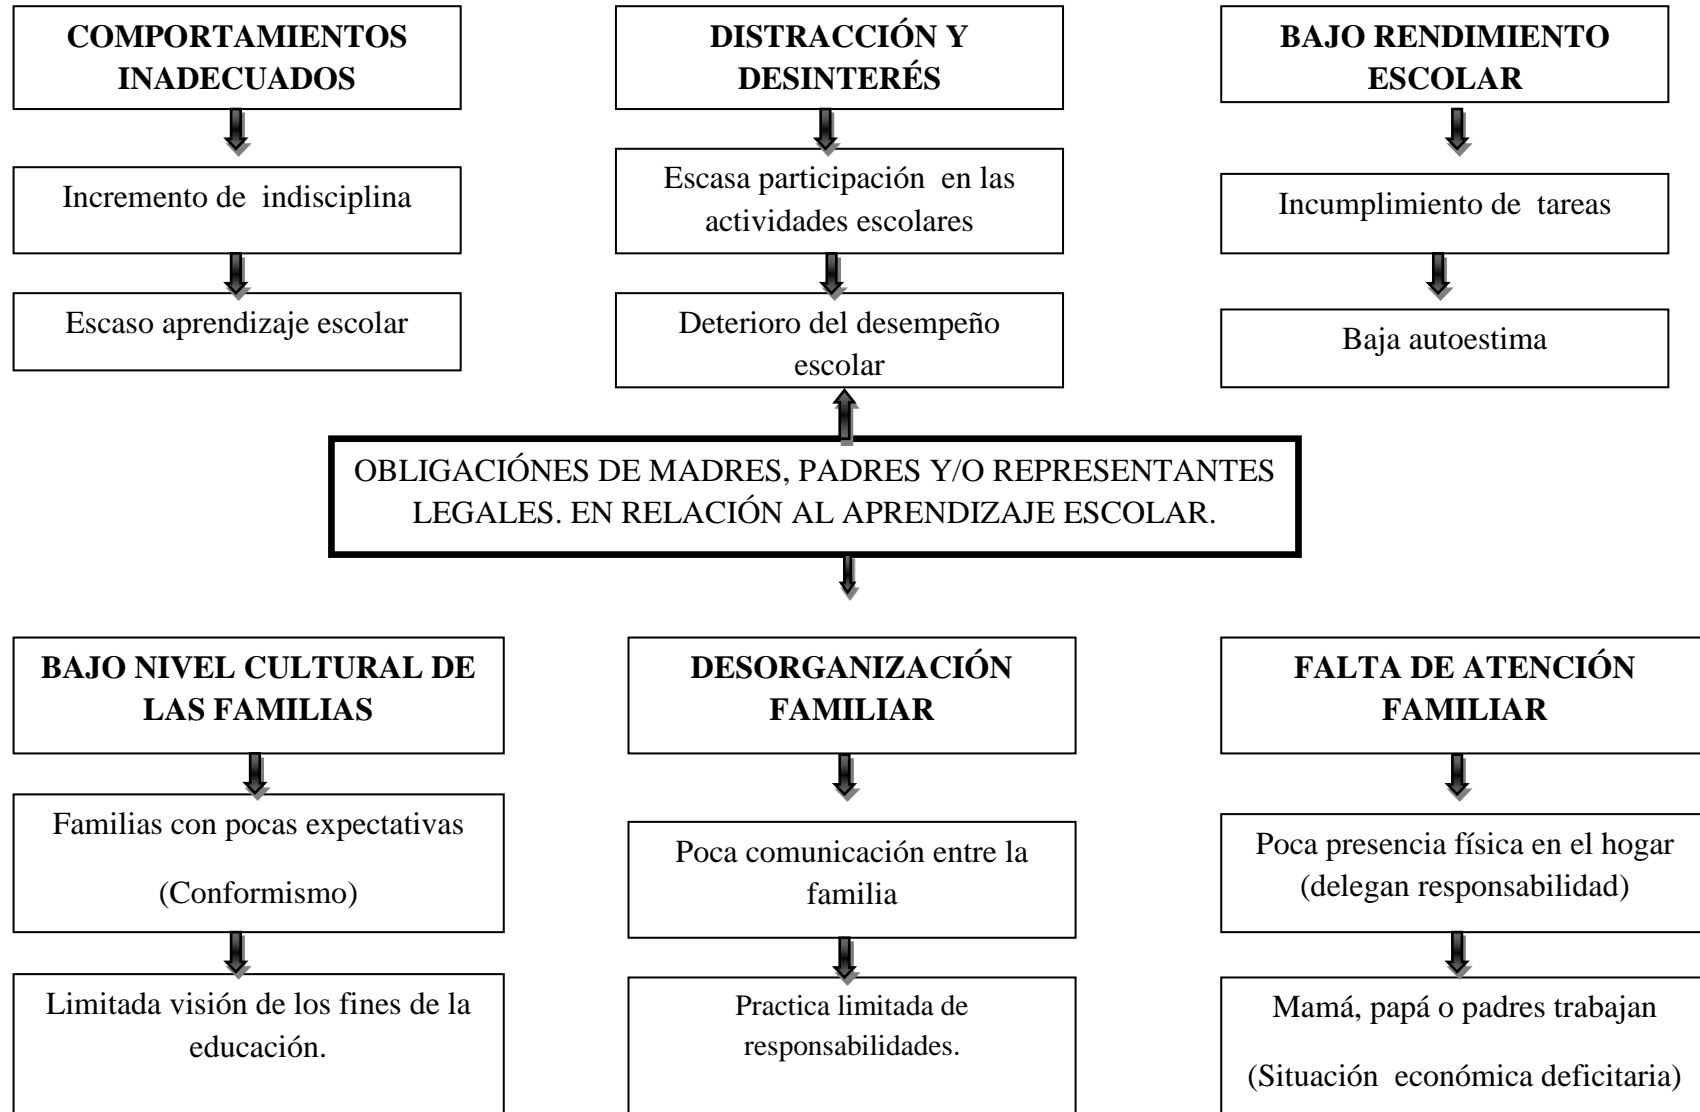 COMPORTAMIENTOS
INADECUADOS
DISTRACCIÓN Y
DESINTERÉS
BAJO RENDIMIENTO
ESCOLAR
Incremento de  indisciplina
Escasa participación  en las
actividades escolares
Incumplimiento de  tareas
Escaso aprendizaje escolar
Deterioro del desempeño
escolar
Baja autoestima
OBLIGACIÓNES DE MADRES, PADRES Y/O REPRESENTANTES
LEGALES. EN RELACIÓN AL APRENDIZAJE ESCOLAR.
BAJO NIVEL CULTURAL DE
LAS FAMILIAS
DESORGANIZACIÓN
FAMILIAR
FALTA DE ATENCIÓN
FAMILIAR
Familias con pocas expectativas
(Conformismo)
Poca comunicación entre la
familia
Poca presencia física en el hogar
(delegan responsabilidad)
Limitada visión de los fines de la
educación.
Practica limitada de
responsabilidades.
Mamá, papá o padres trabajan
(Situación  económica deficitaria)